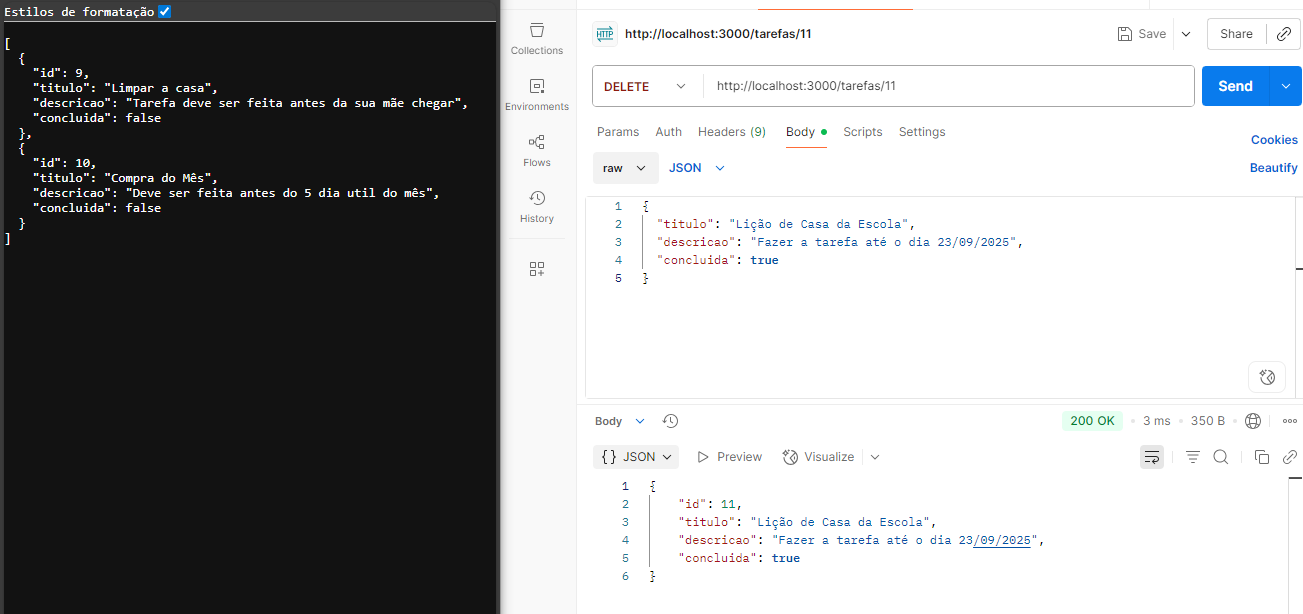 Estilos de formatação
[
  {
    "id": 9,
    "titulo": "Limpar a casa",
    "descricao": "Tarefa deve ser feita antes da sua mãe chegar",
    "concluida": false
  },
  {
    "id": 10,
    "titulo": "Compra do Mês",
    "descricao": "Deve ser feita antes do 5 dia util do mês",
    "concluida": false
  }
]
Collections
Environments
Flows
History
HTTP http://localhost:3000/tarefas/11 Save Share
DELETE http://localhost:3000/tarefas/11 Send
Params Auth Headers (9) Body Scripts Settings
Cookies
raw JSON Beautify
1 {
2   "titulo": "Lição de Casa da Escola",
3   "descricao": "Fazer a tarefa até o dia 23/09/2025",
4   "concluida": true
5 }
Body 200 OK • 3 ms • 350 B
{} JSON Preview Visualize
1 {
2     "id": 11,
3     "titulo": "Lição de Casa da Escola",
4     "descricao": "Fazer a tarefa até o dia 23/09/2025",
5     "concluida": true
6 }